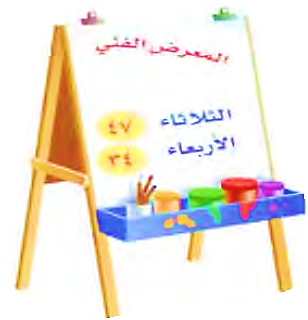 المعرض الفني
الثلاثاء ٤٧
الأربعاء ٣٤